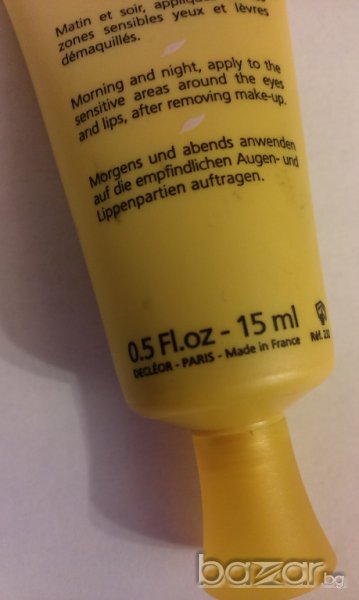 Matin et soir,
zones sensibles yeux et lèvres
démaquillés.
Morning and night, apply to the
sensitive areas around the eyes
and lips, after removing make-up.
Morgens und abends anwenden
auf die empfindlichen Augen- und
Lippenpartien auftragen.
0.5 Fl.oz - 15 ml
DECLÉOR - PARIS - Made in France
Réf.
bazar.bg